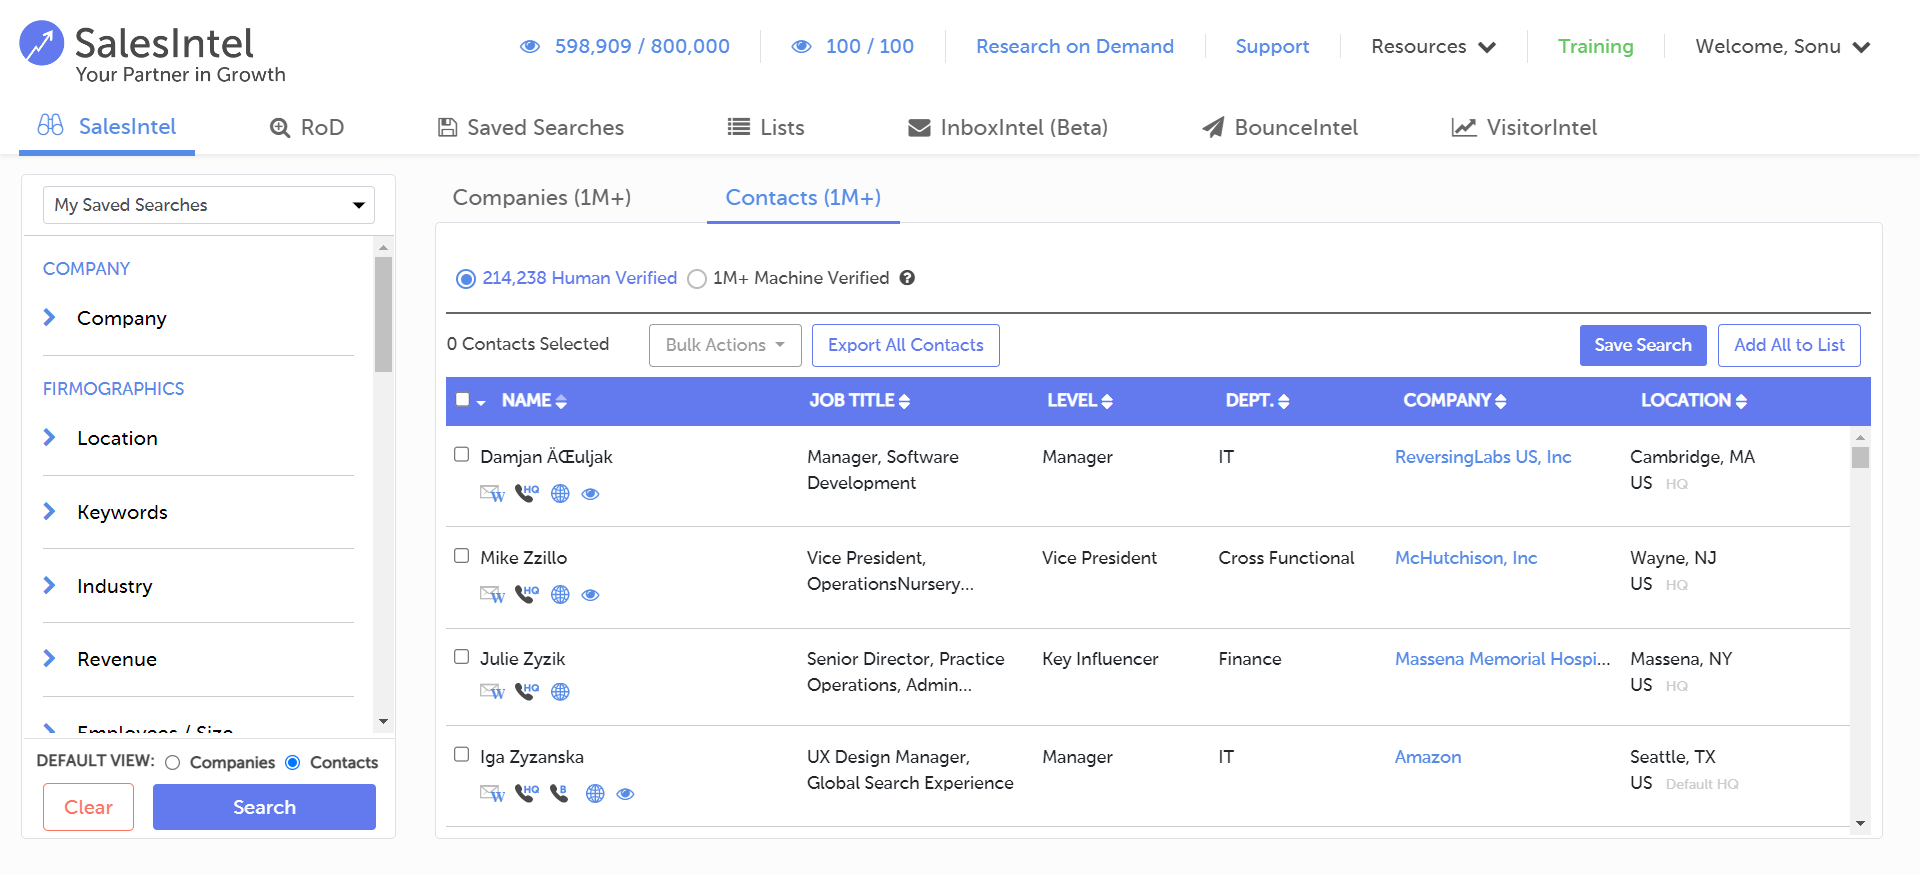 SalesIntel
Your Partner in Growth
598,909 / 800,000
100 / 100
Research on Demand
Support
Resources
Training
Welcome, Sonu
SalesIntel
RoD
Saved Searches
Lists
InboxIntel (Beta)
BounceIntel
VisitorIntel
My Saved Searches
COMPANY
Company
FIRMOGRAPHICS
Location
Keywords
Industry
Revenue
Employees / Size
DEFAULT VIEW: Companies Contacts
Clear
Search
Companies (1M+)
Contacts (1M+)
214,238 Human Verified
1M+ Machine Verified ?
0 Contacts Selected
Bulk Actions
Export All Contacts
Save Search
Add All to List
NAME JOB TITLE LEVEL DEPT. COMPANY LOCATION
Damjan ÄŒuljak Manager, Software Manager IT ReversingLabs US, Inc Cambridge, MA
W HQ Development US HQ
Mike Zzillo Vice President, Vice President Cross Functional McHutchison, Inc Wayne, NJ
W HQ OperationsNursery... US HQ
Julie Zyzik Senior Director, Practice Key Influencer Finance Massena Memorial Hospi... Massena, NY
W HQ Operations, Admin... US HQ
Iga Zyzanska UX Design Manager, Manager IT Amazon Seattle, TX
W HQ B Global Search Experience US Default HQ